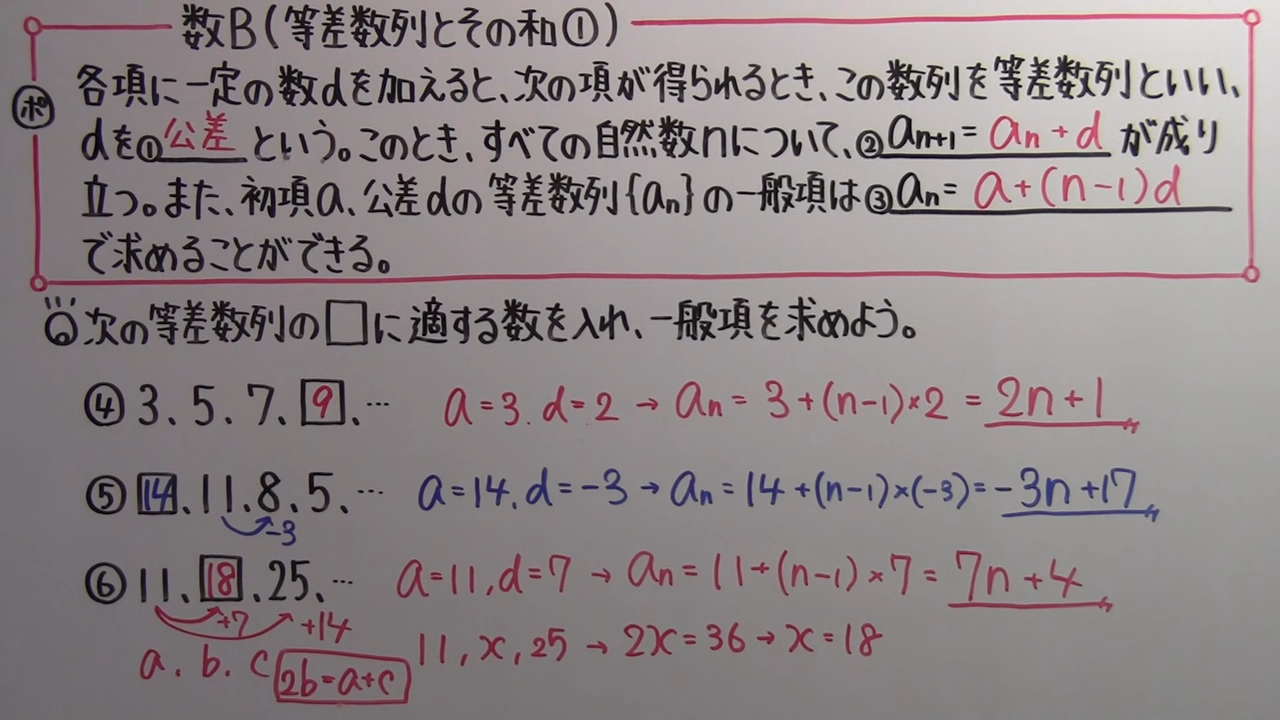 数B(等差数列とその和①)
ポ
各項に一定の数dを加えると、次の項が得られるとき、この数列を等差数列といい、
dを①公差という。このとき、すべての自然数nについて、②aₙ₊₁=aₙ+dが成り
立つ。また、初項a、公差dの等差数列{aₙ}の一般項は③aₙ=a+(n-1)d
で求めることができる。
次の等差数列の□に適する数を入れ、一般項を求めよう。
④3、5、7、9、… a=3、d=2→aₙ=3+(n-1)×2=2n+1
⑤14、11、8、5、… a=14、d=-3→aₙ=14+(n-1)×(-3)=-3n+17
-3
⑥11、18、25、… a=11、d=7→aₙ=11+(n-1)×7=7n+4
+7 +14
11, x, 25→2x=36→x=18
a、b、c 2b=a+c